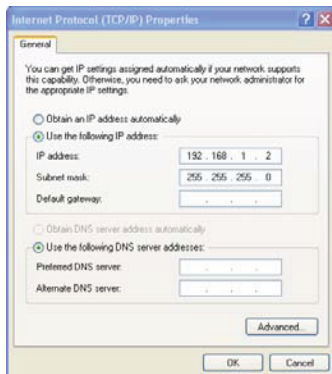 Internet Protocol (TCP/IP) Properties
General
You can get IP settings assigned automatically if your network supports
this capability. Otherwise, you need to ask your network administrator for
the appropriate IP settings.
Obtain an IP address automatically
Use the following IP address:
IP address: 192 . 168 . 1 . 2
Subnet mask: 255 . 255 . 255 . 0
Default gateway: . . .
Obtain DNS server address automatically
Use the following DNS server addresses:
Preferred DNS server: . . .
Alternate DNS server: . . .
Advanced...
OK Cancel